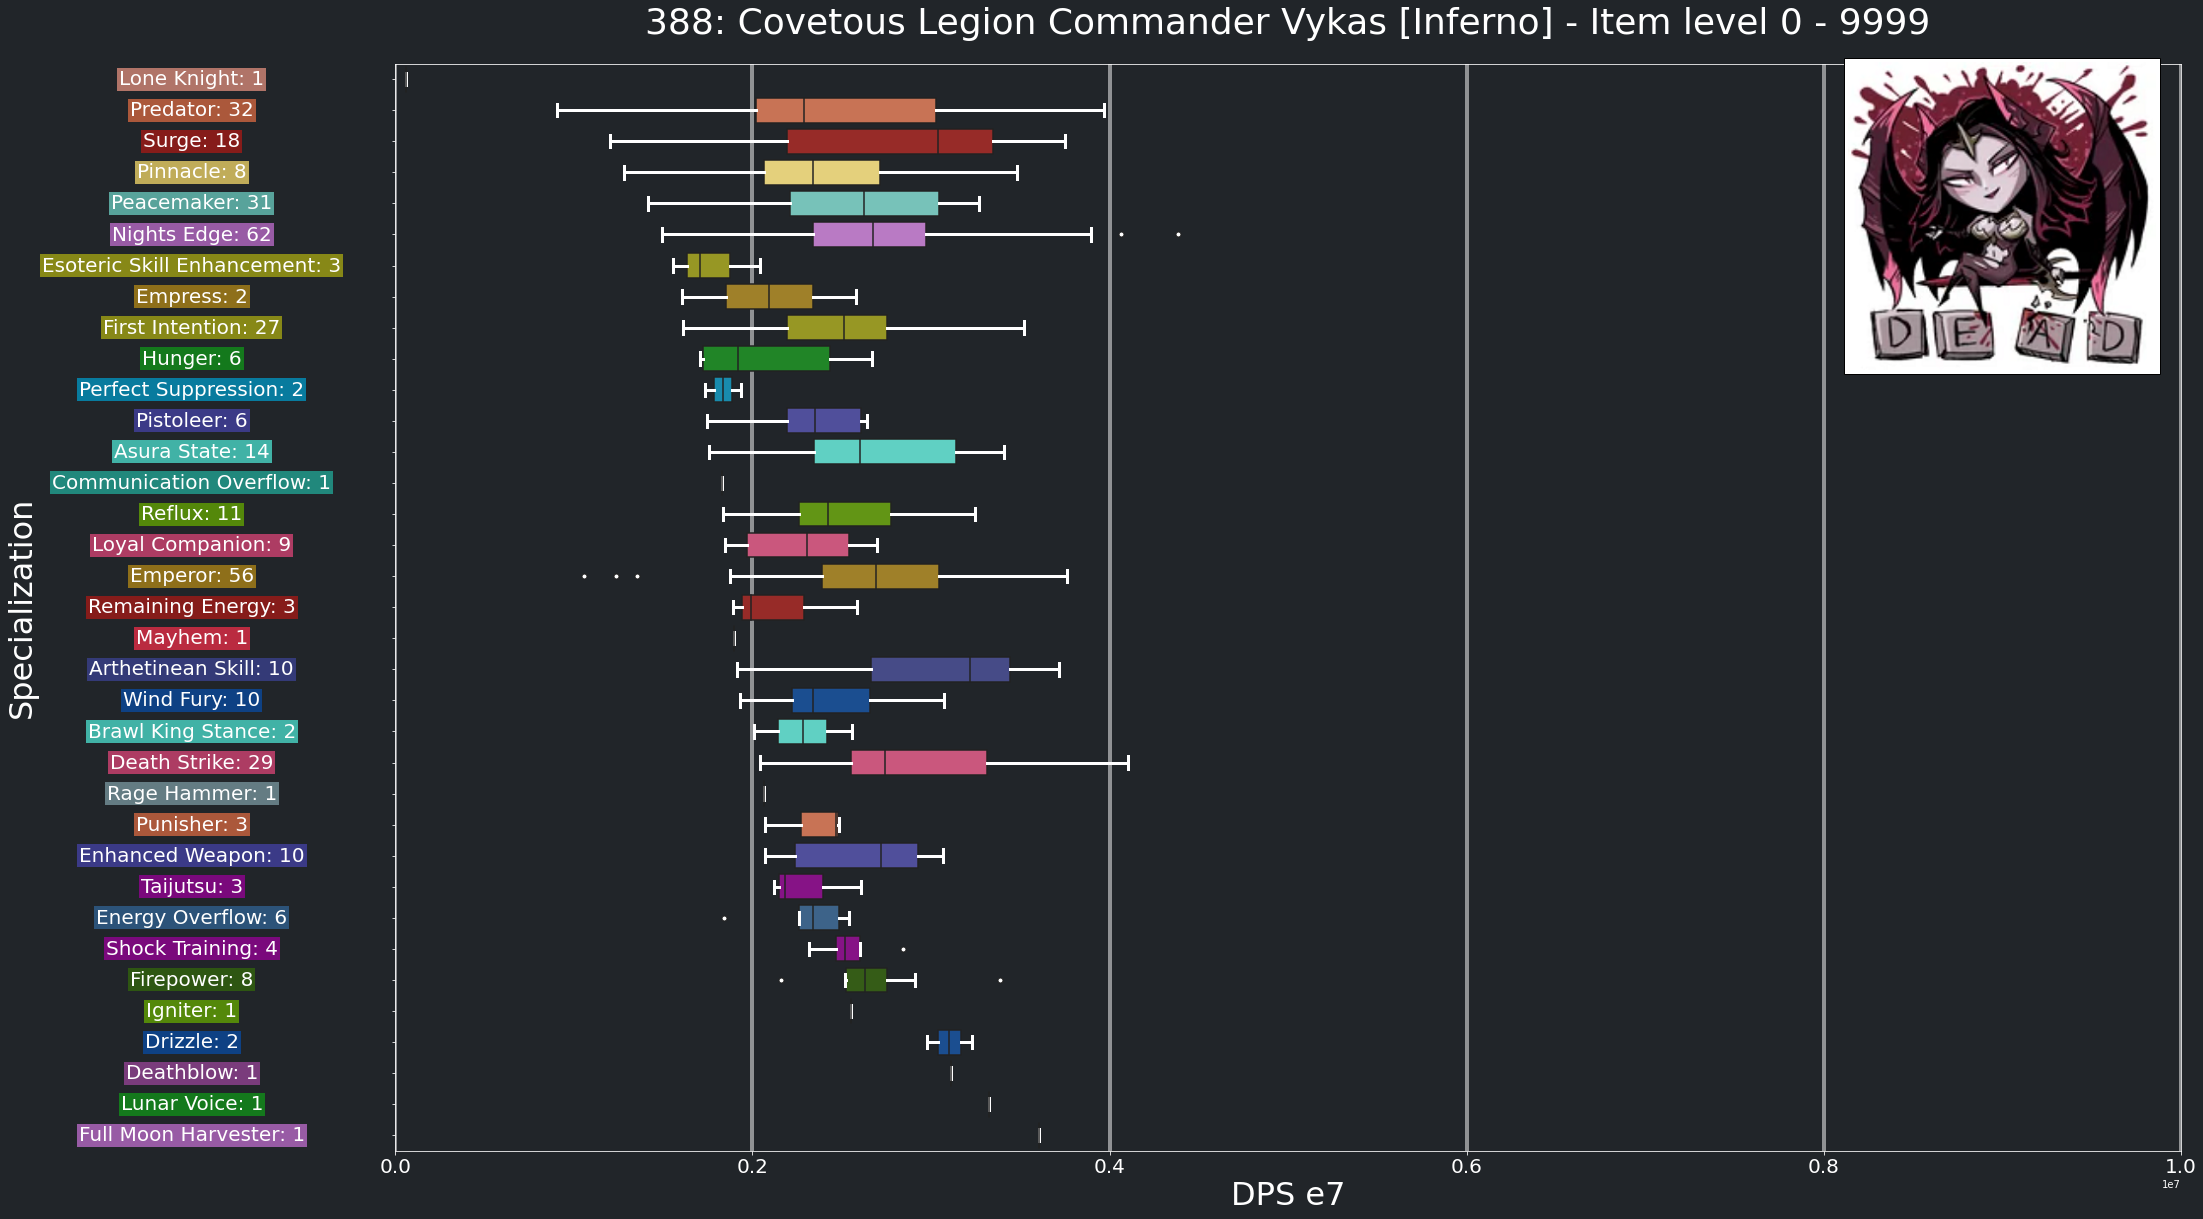 388: Covetous Legion Commander Vykas [Inferno] - Item level 0 - 9999
Lone Knight: 1
Predator: 32
Surge: 18
Pinnacle: 8
Peacemaker: 31
Nights Edge: 62
Esoteric Skill Enhancement: 3
Empress: 2
First Intention: 27
Hunger: 6
Perfect Suppression: 2
Pistoleer: 6
Asura State: 14
Communication Overflow: 1
Reflux: 11
Loyal Companion: 9
Emperor: 56
Remaining Energy: 3
Mayhem: 1
Arthetinean Skill: 10
Wind Fury: 10
Brawl King Stance: 2
Death Strike: 29
Rage Hammer: 1
Punisher: 3
Enhanced Weapon: 10
Taijutsu: 3
Energy Overflow: 6
Shock Training: 4
Firepower: 8
Igniter: 1
Drizzle: 2
Deathblow: 1
Lunar Voice: 1
Full Moon Harvester: 1
Specialization
DEAD
0.0 0.2 0.4 0.6 0.8 1.0
1e7
DPS e7